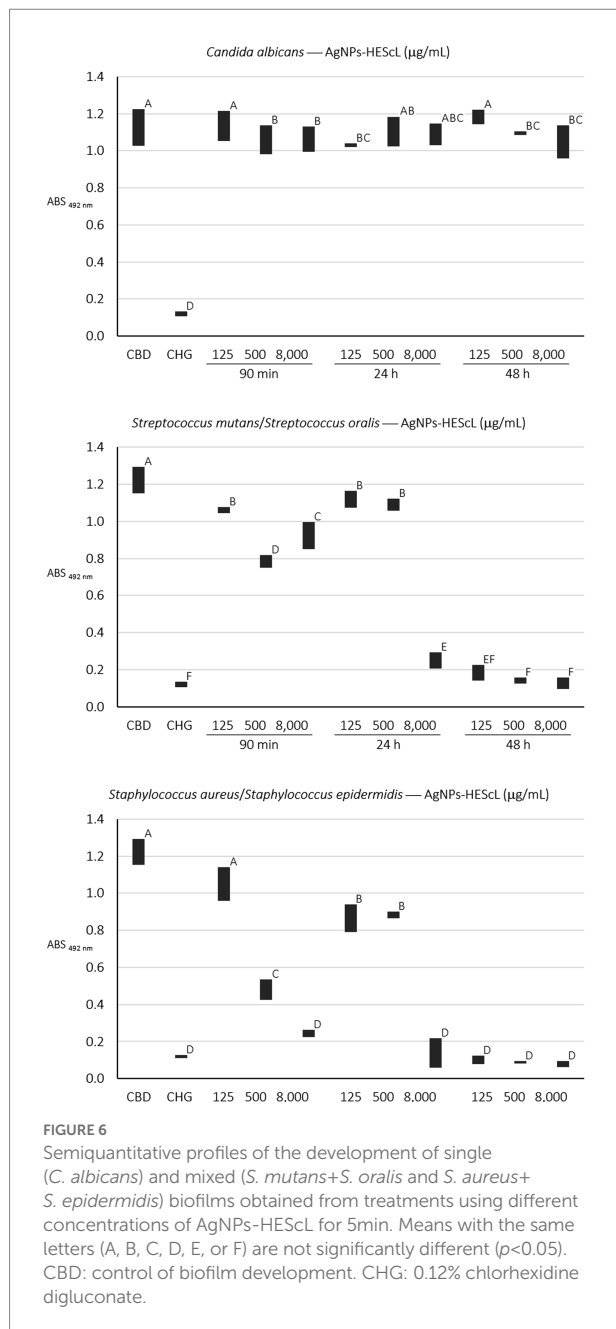 Candida albicans — AgNPs-HEScL (µg/mL)
1.4
A
A
B
B
BC
AB
ABC
A
BC
BC
1.2
1.0
0.8
ABS 492 nm
0.6
0.4
0.2
D
0.0
CBD CHG 125 500 8,000 125 500 8,000 125 500 8,000
90 min 24 h 48 h
Streptococcus mutans/Streptococcus oralis — AgNPs-HEScL (µg/mL)
1.4
A
1.2
B
B
B
C
1.0
D
0.8
ABS 492 nm
0.6
0.4
E
EF
0.2
F
F
F
0.0
CBD CHG 125 500 8,000 125 500 8,000 125 500 8,000
90 min 24 h 48 h
Staphylococcus aureus/Staphylococcus epidermidis — AgNPs-HEScL (µg/mL)
1.4
A
1.2
A
1.0
B
B
0.8
ABS 492 nm
0.6
C
0.4
D
0.2
D
D
D
D
D
0.0
CBD CHG 125 500 8.000 125 500 8.000 125 500 8.000
FIGURE 6
Semiquantitative profiles of the development of single
(C. albicans) and mixed (S. mutans+S. oralis and S. aureus+
S. epidermidis) biofilms obtained from treatments using different
concentrations of AgNPs-HEScL for 5min. Means with the same
letters (A, B, C, D, E, or F) are not significantly different (p<0.05).
CBD: control of biofilm development. CHG: 0.12% chlorhexidine
digluconate.